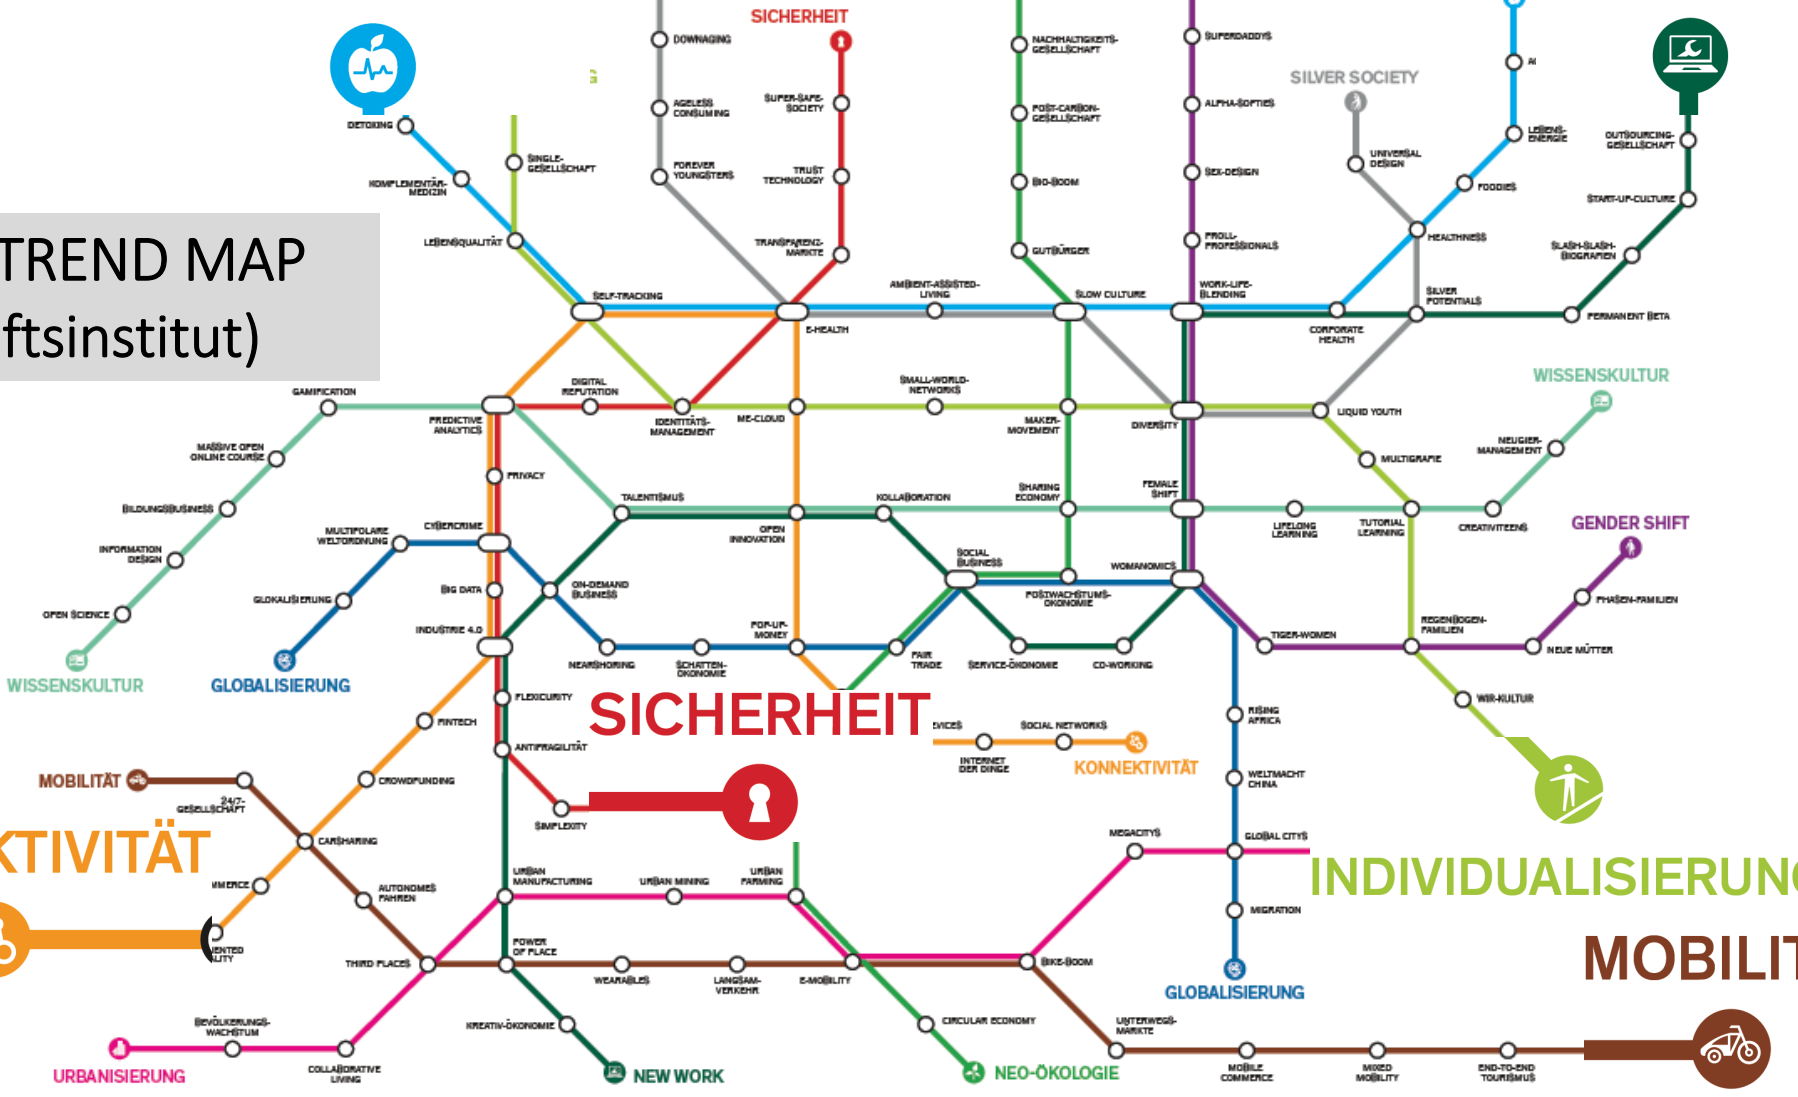 SICHERHEIT
DOWNAGING
NACHHALTIGKEITS-
GESELLSCHAFT
SUPERDADDYS
SILVER SOCIETY
AGELESS
CONSUMING
SUPER-SAFE-
SOCIETY
POST-CARBON-
GESELLSCHAFT
ALPHA-SOFTIES
DETOXING
LEBENS-
ENERGIE
OUTSOURCING-
GESELLSCHAFT
SINGLE-
GESELLSCHAFT
FOREVER
YOUNGSTERS
TRUST
TECHNOLOGY
BIO-BOOM
SEX-DESIGN
UNIVERSAL
DESIGN
FOODIES
KOMPLEMENTÄR-
MEDIZIN
START-UP-CULTURE
LEBENSQUALITÄT
TRANSPARENZ-
MÄRKTE
GUTBÜRGER
PROLL-
PROFESSIONALS
HEALTHNESS
SLASH-SLASH-
BIOGRAFIEN
TREND MAP
ftsinstitut)
SELF-TRACKING
AMBIENT-ASSISTED-
LIVING
SLOW CULTURE
WORK-LIFE-
BLENDING
SILVER
POTENTIALS
E-HEALTH
CORPORATE
HEALTH
PERMANENT BETA
WISSENSKULTUR
GAMIFICATION
DIGITAL
REPUTATION
SMALL-WORLD-
NETWORKS
PREDICTIVE
ANALYTICS
IDENTITÄTS-
MANAGEMENT
ME-CLOUD
MAKER-
MOVEMENT
DIVERSITY
LIQUID YOUTH
MASSIVE OPEN
ONLINE COURSE
PRIVACY
MULTIGRAFIE
NEUGIER-
MANAGEMENT
BILDUNGSBUSINESS
TALENTISMUS
KOLLABORATION
SHARING
ECONOMY
FEMALE
SHIFT
MULTIPOLARE
WELTORDNUNG
CYBERCRIME
OPEN
INNOVATION
LIFELONG
LEARNING
TUTORIAL
LEARNING
CREATIVITEENS
GENDER SHIFT
INFORMATION
DESIGN
SOCIAL
BUSINESS
WOMANOMICS
OPEN SCIENCE
GLOKALISIERUNG
BIG DATA
ON-DEMAND
BUSINESS
POSTWACHSTUMS-
ÖKONOMIE
PHASEN-FAMILIEN
INDUSTRIE 4.0
POP-UP-
MONEY
TIGER-WOMEN
REGENBOGEN-
FAMILIEN
NEUE MÜTTER
NEARSHORING
SCHATTEN-
ÖKONOMIE
FAIR
TRADE
SERVICE-ÖKONOMIE
CO-WORKING
WISSENSKULTUR
GLOBALISIERUNG
FLEXICURITY
SICHERHEIT
WIR-KULTUR
FINTECH
EVICES
SOCIAL NETWORKS
RISING
AFRICA
ANTIFRAGILITÄT
INTERNET
DER DINGE
KONNEKTIVITÄT
MOBILITÄT
24/7-
GESELLSCHAFT
CROWDFUNDING
WELTMACHT
CHINA
SIMPLEXITY
KTIVITÄT
CARSHARING
MEGACITYS
GLOBAL CITYS
INDIVIDUALISIERUNG
MMERCE
AUTONOMES
FAHREN
URBAN
MANUFACTURING
URBAN MINING
URBAN
FARMING
MIGRATION
IENTED
LITY
THIRD PLACES
POWER
OF PLACE
WEARABLES
LANGSAM-
VERKEHR
E-MOBILITY
BIKE-BOOM
MOBILIT
GLOBALISIERUNG
BEVÖLKERUNGS-
WACHSTUM
KREATIV-ÖKONOMIE
CIRCULAR ECONOMY
UNTERWEGS-
MÄRKTE
URBANISIERUNG
COLLABORATIVE
LIVING
NEW WORK
NEO-ÖKOLOGIE
MOBILE
COMMERCE
MIXED
MOBILITY
END-TO-END
TOURISMUS